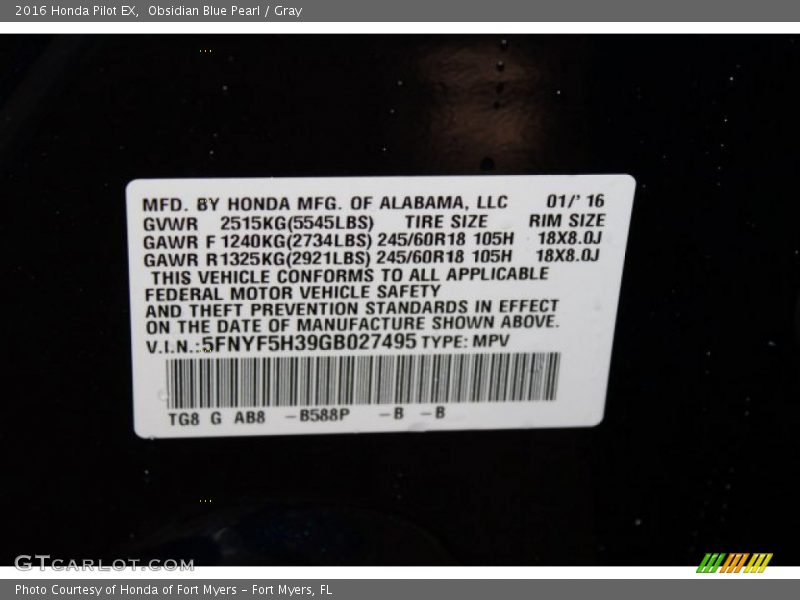 2016 Honda Pilot EX, Obsidian Blue Pearl / Gray
MFD. BY HONDA MFG. OF ALABAMA, LLC 01/' 16
GVWR 2515KG(5545LBS) TIRE SIZE RIM SIZE
GAWR F 1240KG(2734LBS) 245/60R18 105H 18X8.0J
GAWR R1325KG(2921LBS) 245/60R18 105H 18X8.0J
THIS VEHICLE CONFORMS TO ALL APPLICABLE
FEDERAL MOTOR VEHICLE SAFETY
AND THEFT PREVENTION STANDARDS IN EFFECT
ON THE DATE OF MANUFACTURE SHOWN ABOVE.
V.I.N.:5FNYF5H39GB027495 TYPE: MPV
TG8 G AB8 -B588P -B -B
GTCARLOT.COM
Photo Courtesy of Honda of Fort Myers - Fort Myers, FL